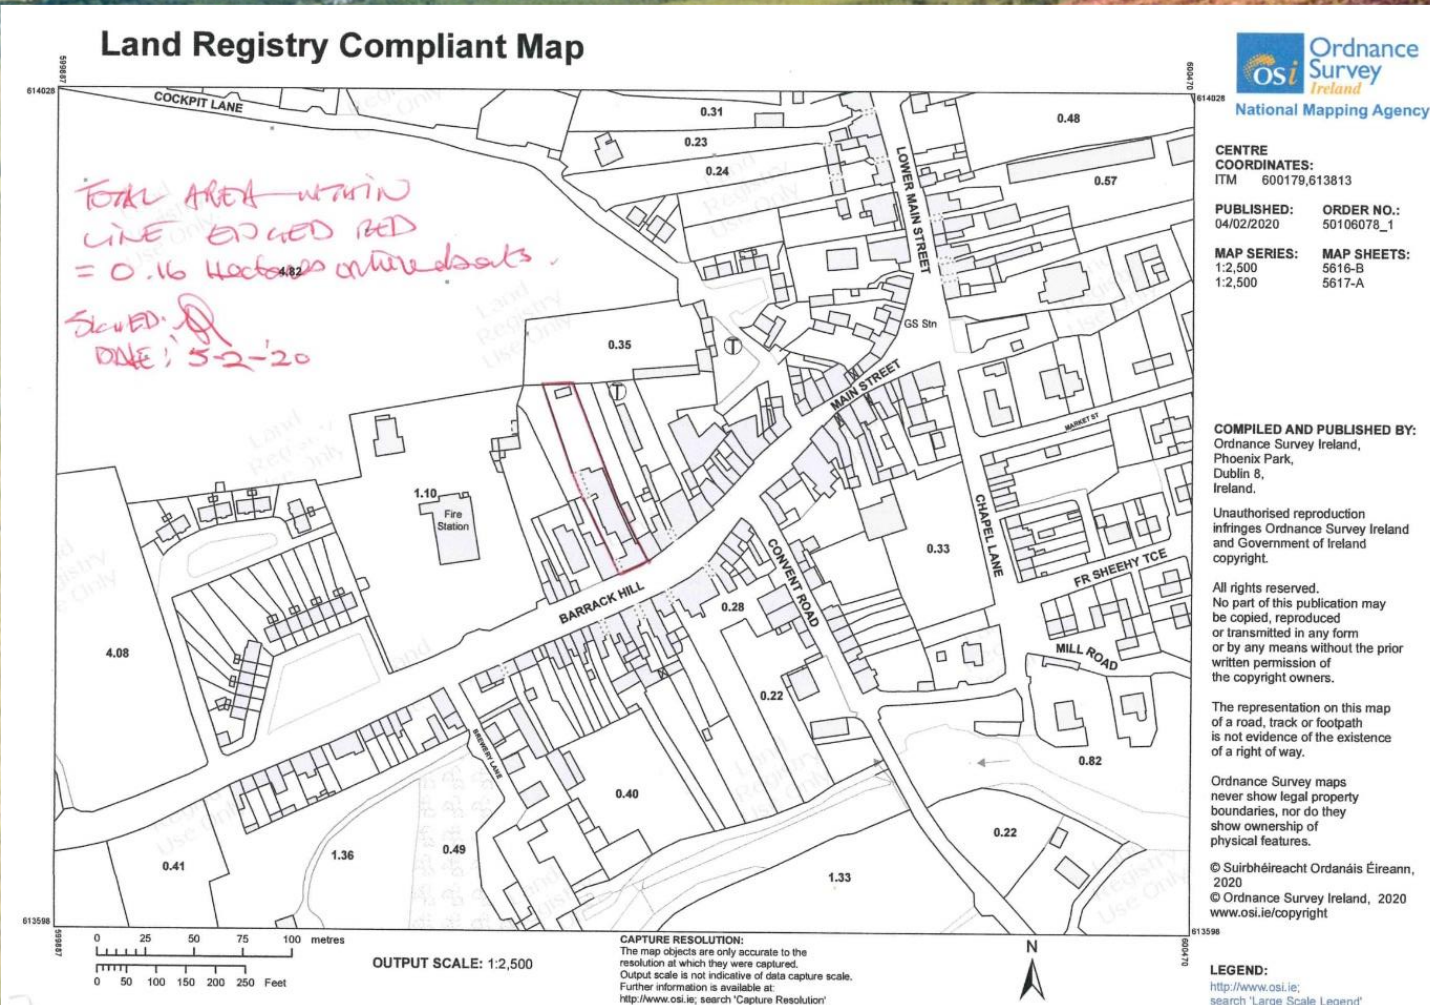 Land Registry Compliant Map
OSi
Ordnance
Survey
Ireland
National Mapping Agency
599887
600470
614028
614028
COCKPIT LANE
0.31
0.23
0.24
0.48
0.57
LOWER MAIN STREET
TOTAL AREA WITHIN
LINE EDGED RED
= 0.16 Hectares or thereabouts.
4.82
SIGNED:
DATE: 5-2-'20
GS Stn
0.35
T
T
MAIN STREET
MARKET ST
1.10
Fire
Station
CHAPEL LANE
0.33
CONVENT ROAD
FR SHEEHY TCE
BARRACK HILL
0.28
4.08
MILL ROAD
0.22
BREWERY LANE
0.82
0.40
0.22
0.41
1.36
0.49
1.33
613598
613598
599887
600470
0 25 50 75 100 metres
0 50 100 150 200 250 Feet
OUTPUT SCALE: 1:2,500
CAPTURE RESOLUTION:
The map objects are only accurate to the
resolution at which they were captured.
Output scale is not indicative of data capture scale.
Further information is available at:
http://www.osi.ie; search 'Capture Resolution'
N
CENTRE
COORDINATES:
ITM 600179,613813
PUBLISHED: ORDER NO.:
04/02/2020 50106078_1
MAP SERIES: MAP SHEETS:
1:2,500 5616-B
1:2,500 5617-A
COMPILED AND PUBLISHED BY:
Ordnance Survey Ireland,
Phoenix Park,
Dublin 8,
Ireland.
Unauthorised reproduction
infringes Ordnance Survey Ireland
and Government of Ireland
copyright.
All rights reserved.
No part of this publication may
be copied, reproduced
or transmitted in any form
or by any means without the prior
written permission of
the copyright owners.
The representation on this map
of a road, track or footpath
is not evidence of the existence
of a right of way.
Ordnance Survey maps
never show legal property
boundaries, nor do they
show ownership of
physical features.
© Suirbhéireacht Ordanáis Éireann,
2020
© Ordnance Survey Ireland, 2020
www.osi.ie/copyright
LEGEND:
http://www.osi.ie;
search 'Large Scale Legend'